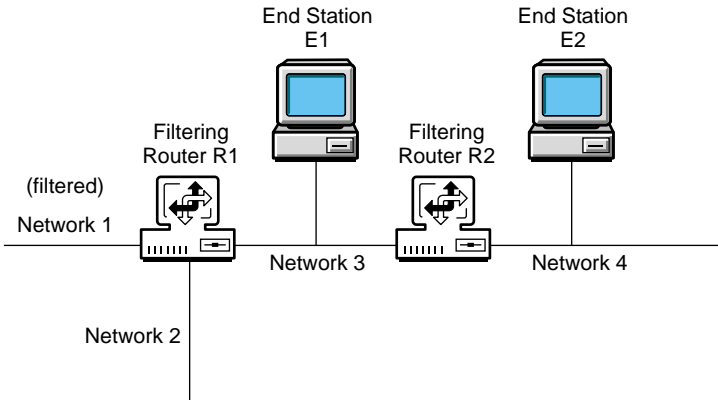 End Station
E1
End Station
E2
Filtering
Router R1
Filtering
Router R2
(filtered)
Network 1
Network 3
Network 4
Network 2